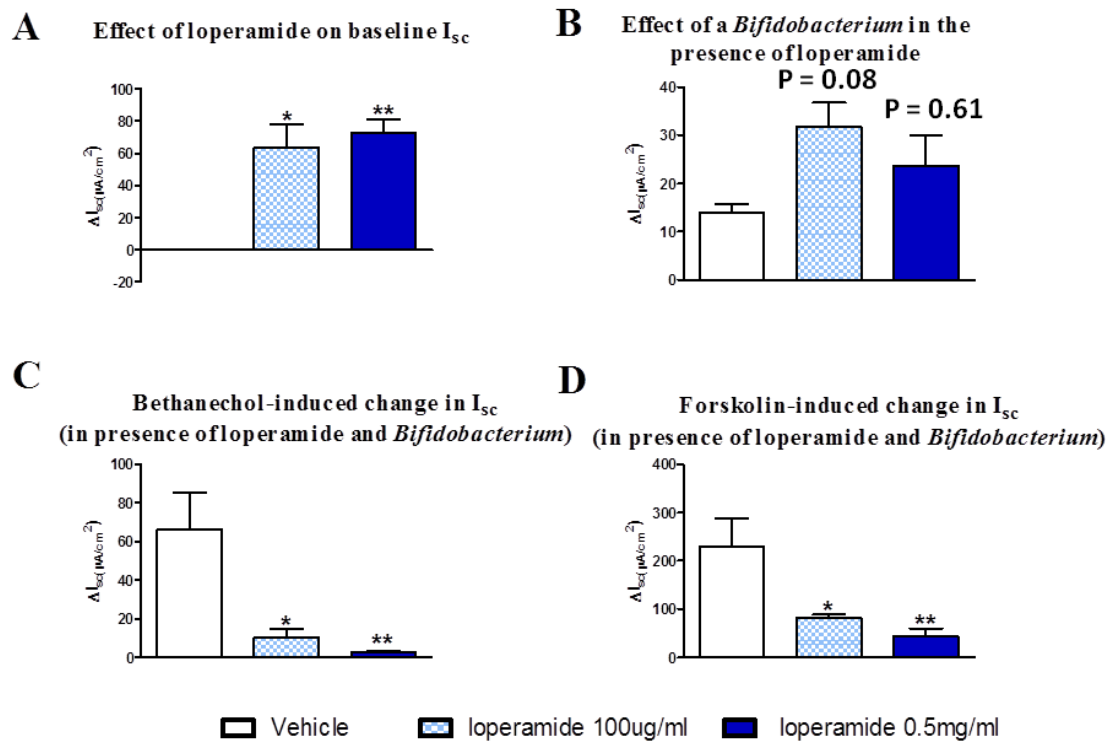 A
Effect of loperamide on baseline Isc
ΔIsc(µA/cm²)
100
80
60
40
20
0
-20
*
**
B
Effect of a Bifidobacterium in the
presence of loperamide
ΔIsc(µA/cm²)
40
30
20
10
0
P = 0.08
P = 0.61
C
Bethanechol-induced change in Isc
(in presence of loperamide and Bifidobacterium)
ΔIsc(µA/cm²)
100
80
60
40
20
0
*
**
D
Forskolin-induced change in Isc
(in presence of loperamide and Bifidobacterium)
ΔIsc(µA/cm²)
400
300
200
100
0
*
**
Vehicle
loperamide 100ug/ml
loperamide 0.5mg/ml